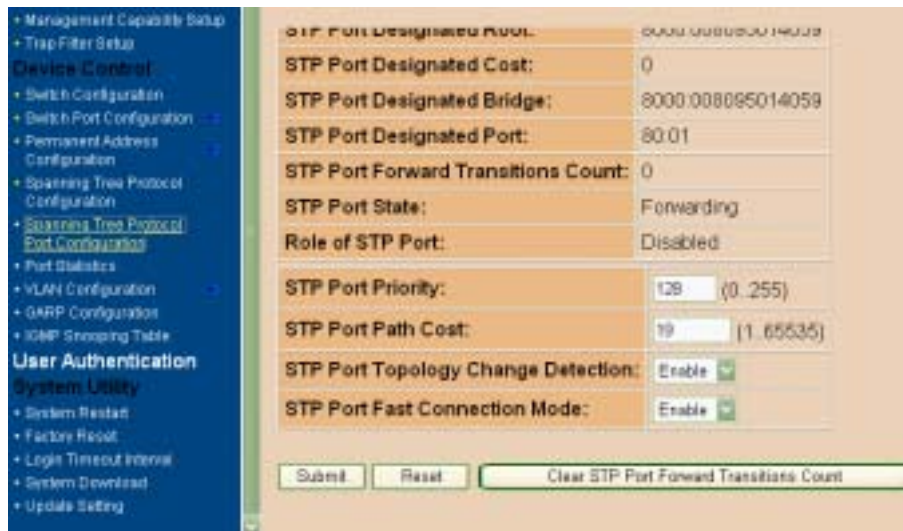 Management Capability Setup
Trap Filter Setup
Device Control
Switch Configuration
Switch Port Configuration
Permanent Address
Configuration
Spanning Tree Protocol
Configuration
Spanning Tree Protocol
Port Configuration
Port Statistics
VLAN Configuration
GARP Configuration
IGMP Snooping Table
User Authentication
System Utility
System Restart
Factory Reset
Login Timeout Interval
System Download
Update Setting
STP Port Designated Root: 8000:008095014059
STP Port Designated Cost: 0
STP Port Designated Bridge: 8000:008095014059
STP Port Designated Port: 80:01
STP Port Forward Transitions Count: 0
STP Port State: Forwarding
Role of STP Port: Disabled
STP Port Priority: 128 (0..255)
STP Port Path Cost: 19 (1..65535)
STP Port Topology Change Detection: Enable
STP Port Fast Connection Mode: Enable
Submit Reset Clear STP Port Forward Transitions Count